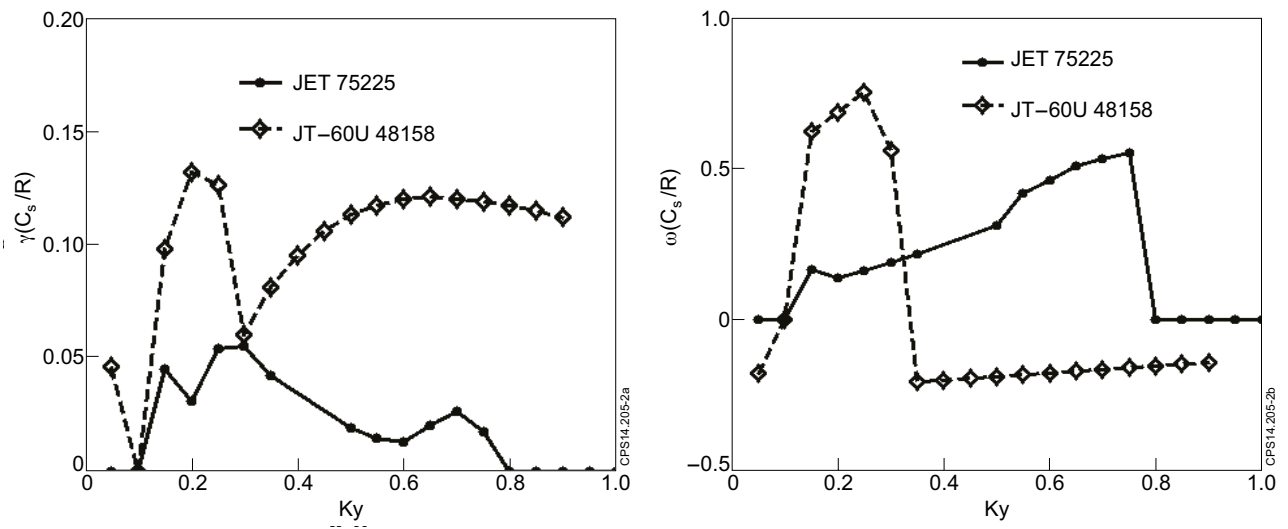 0.20
0.15
0.10
0.05
0
γ(Cs /R)
JET 75225
JT−60U 48158
0 0.2 0.4 0.6 0.8 1.0
Ky
CPS14.205-2a
1.0
0.5
0
−0.5
ω(Cs /R)
JET 75225
JT−60U 48158
0 0.2 0.4 0.6 0.8 1.0
Ky
CPS14.205-2b